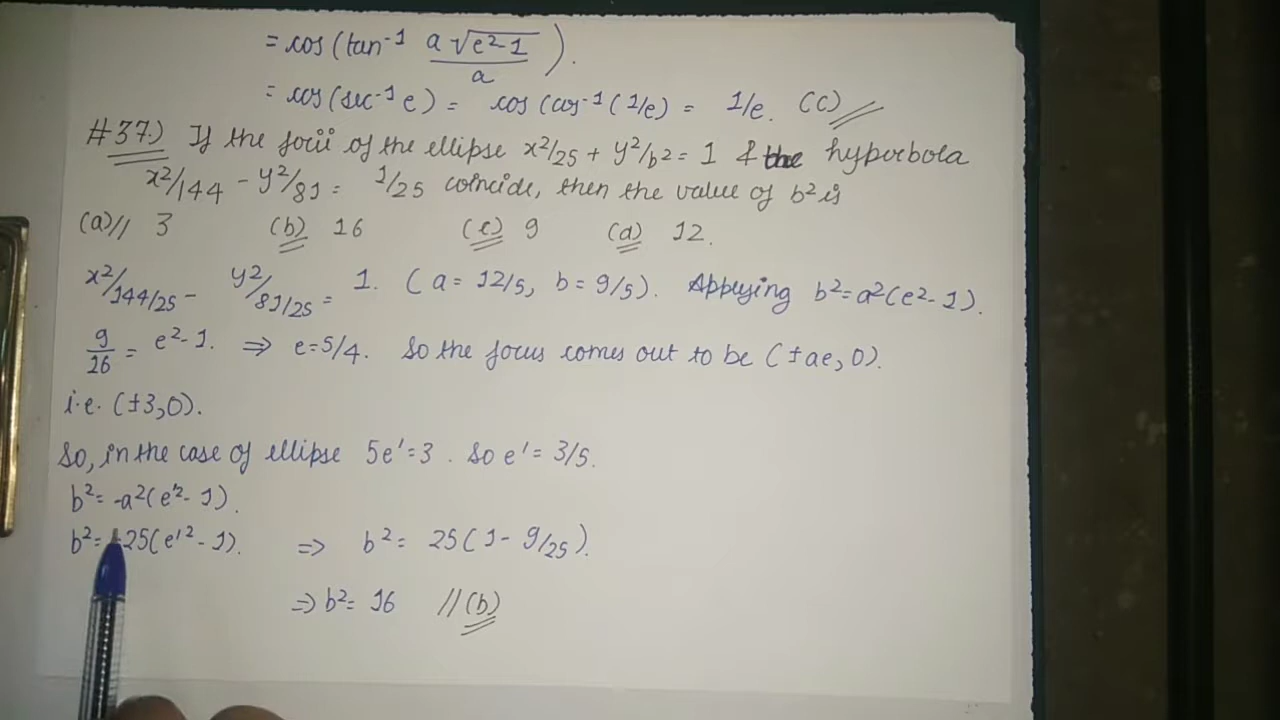 = cos(tan⁻¹ a√e²-1/a).
= cos(sec⁻¹e) = cos(cos⁻¹(1/e) = 1/e. (C)//
#37.) If the focii of the ellipse x²/25 + y²/b² = 1 & the hyperbola
x²/144 - y²/81 = 1/25 coincide, then the value of b² is
(a)// 3 (b) 16 (c) 9 (d) 12.
x²/144/25 - y²/81/25 = 1. (a = 12/5, b = 9/5). Applying b² = a²(e²-1).
9/16 = e²-1. ⇒ e=5/4. So the focus comes out to be (±ae, 0).
i.e. (±3,0).
So, in the case of ellipse 5e'=3. So e' = 3/5.
b² = -a²(e'²-1).
b² = -25(e'²-1). ⇒ b² = 25(1-9/25).
⇒ b² = 16 //(b)